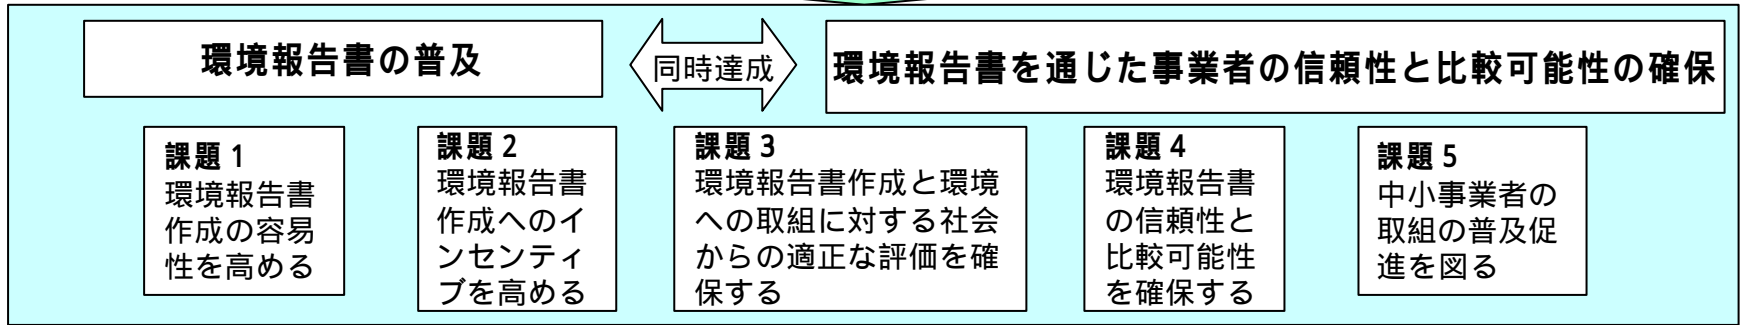 環境報告書の普及
同時達成
環境報告書を通じた事業者の信頼性と比較可能性の確保
課題１
環境報告書
作成の容易
性を高める
課題２
環境報告書
作成へのイ
ンセンティ
ブを高める
課題３
環境報告書作成と環境
への取組に対する社会
からの適正な評価を確
保する
課題４
環境報告書
の信頼性と
比較可能性
を確保する
課題５
中小事業者の
取組の普及促
進を図る